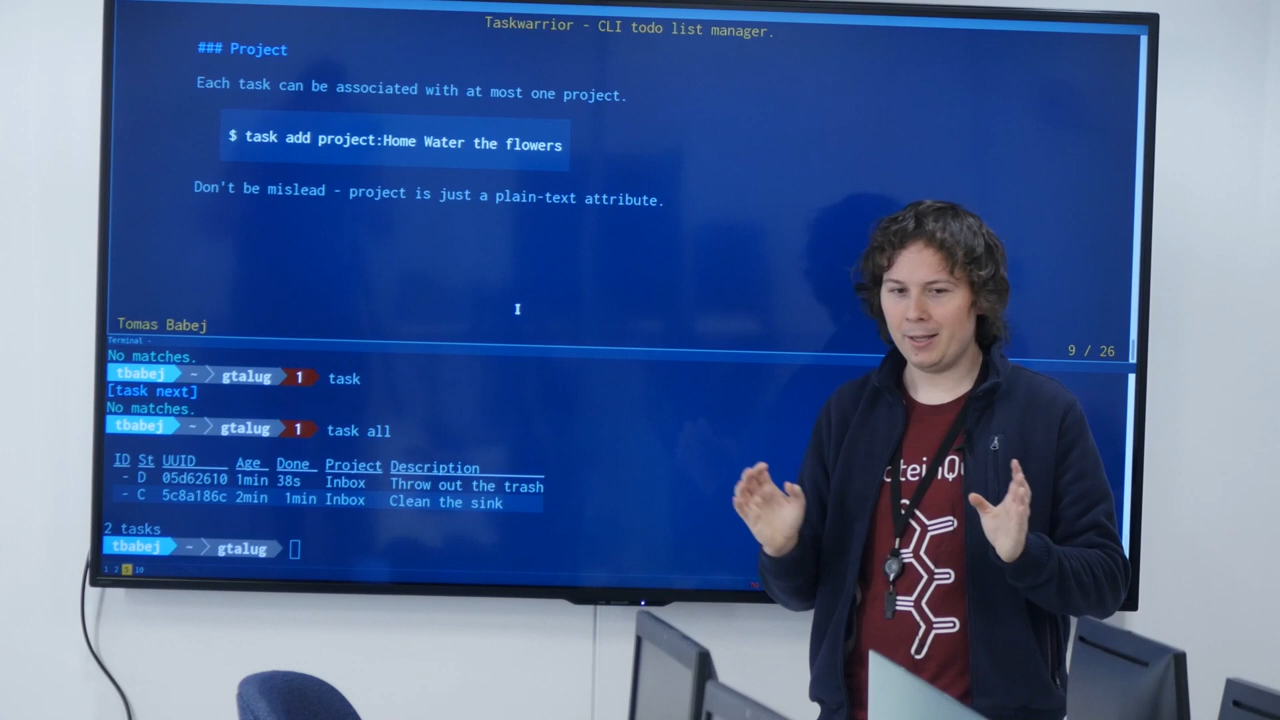 Taskwarrior - CLI todo list manager.
### Project
Each task can be associated with at most one project.
$ task add project:Home Water the flowers
Don't be mislead - project is just a plain-text attribute.
Tomas Babej
9 / 26
Terminal -
No matches.
tbabej ~ gtalug 1 task
[task next]
No matches.
tbabej ~ gtalug 1 task all
ID St UUID Age Done Project Description
- D 05d62610 1min 38s Inbox Throw out the trash
- C 5c8a186c 2min 1min Inbox Clean the sink
2 tasks
tbabej ~ gtalug